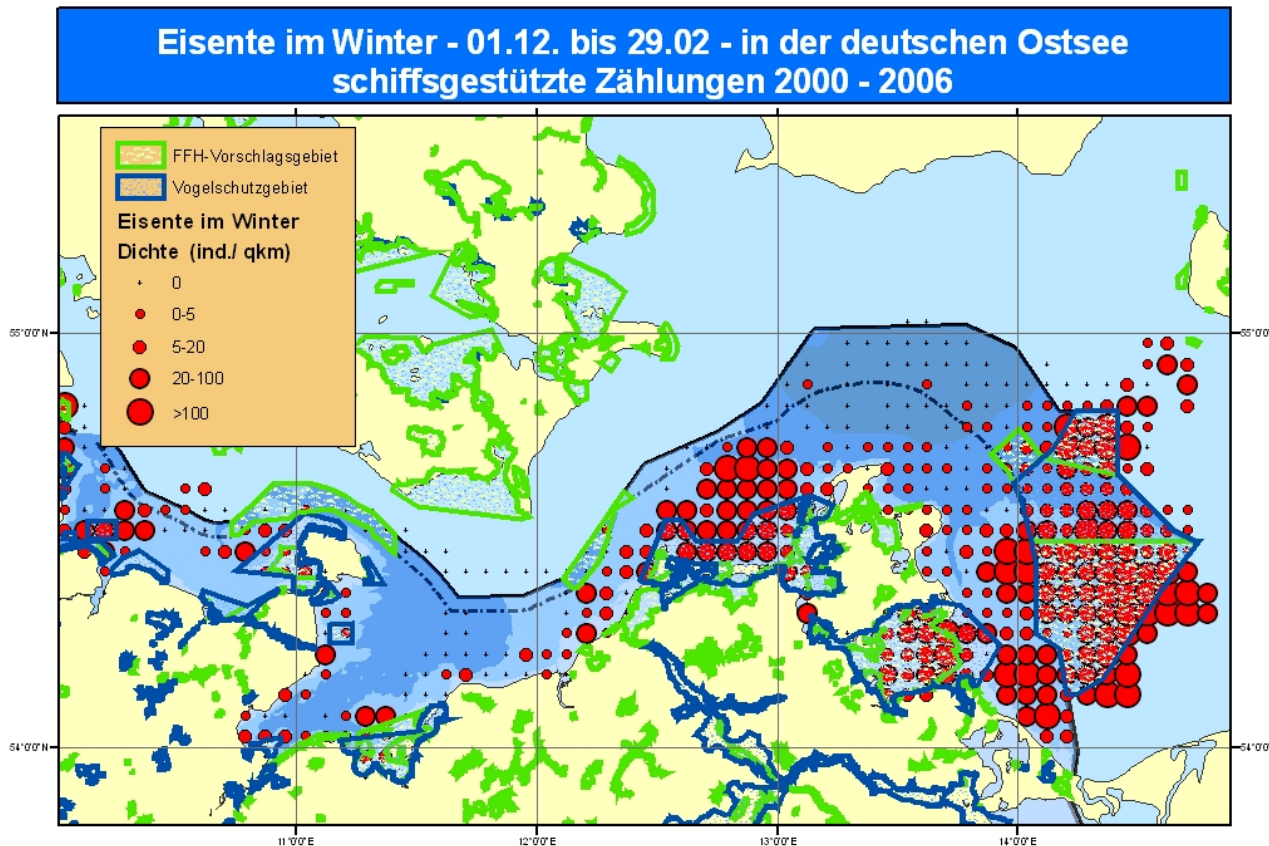 Eisente im Winter - 01.12. bis 29.02 - in der deutschen Ostsee
schiffsgestützte Zählungen 2000 - 2006
FFH-Vorschlagsgebiet
Vogelschutzgebiet
Eisente im Winter
Dichte (ind./ qkm)
0
0-5
5-20
20-100
>100
55°0'0"N
55°0'0"N
54°0'0"N
54°0'0"N
11°0'0"E
12°0'0"E
13°0'0"E
14°0'0"E